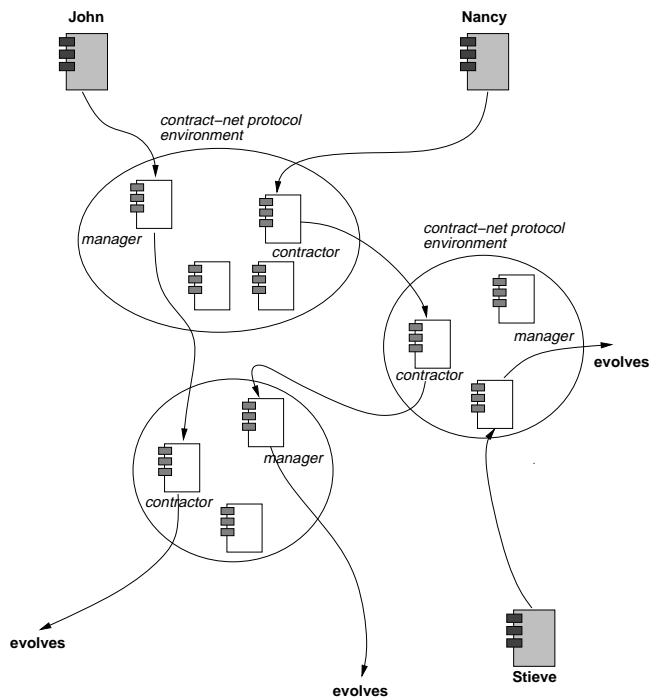 John
Nancy
contract–net protocol
environment
manager
contractor
contract–net protocol
environment
manager
evolves
contractor
manager
contractor
evolves
Stieve
evolves